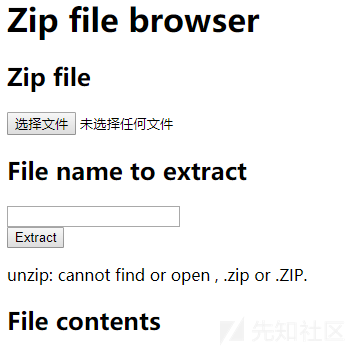 Zip file browser
Zip file
选择文件 未选择任何文件
File name to extract
Extract
unzip: cannot find or open , .zip or .ZIP.
File contents
先知社区